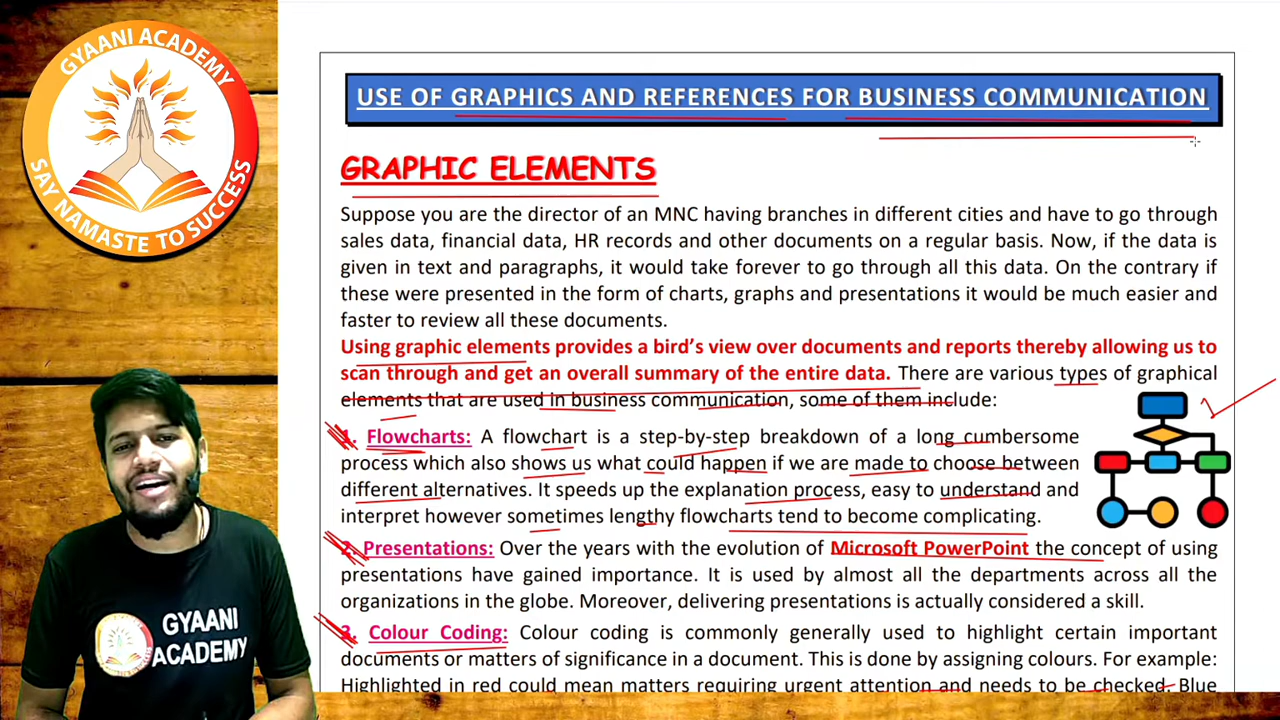 GYAANI ACADEMY
SAY NAMASTE TO SUCCESS
USE OF GRAPHICS AND REFERENCES FOR BUSINESS COMMUNICATION
GRAPHIC ELEMENTS
Suppose you are the director of an MNC having branches in different cities and have to go through
sales data, financial data, HR records and other documents on a regular basis. Now, if the data is
given in text and paragraphs, it would take forever to go through all this data. On the contrary if
these were presented in the form of charts, graphs and presentations it would be much easier and
faster to review all these documents.
Using graphic elements provides a bird's view over documents and reports thereby allowing us to
scan through and get an overall summary of the entire data. There are various types of graphical
elements that are used in business communication, some of them include:
1. Flowcharts: A flowchart is a step-by-step breakdown of a long cumbersome
process which also shows us what could happen if we are made to choose between
different alternatives. It speeds up the explanation process, easy to understand and
interpret however sometimes lengthy flowcharts tend to become complicating.
2. Presentations: Over the years with the evolution of Microsoft PowerPoint the concept of using
presentations have gained importance. It is used by almost all the departments across all the
organizations in the globe. Moreover, delivering presentations is actually considered a skill.
3. Colour Coding: Colour coding is commonly generally used to highlight certain important
documents or matters of significance in a document. This is done by assigning colours. For example:
Highlighted in red could mean matters requiring urgent attention and needs to be checked. Blue
GYAANI
ACADEMY